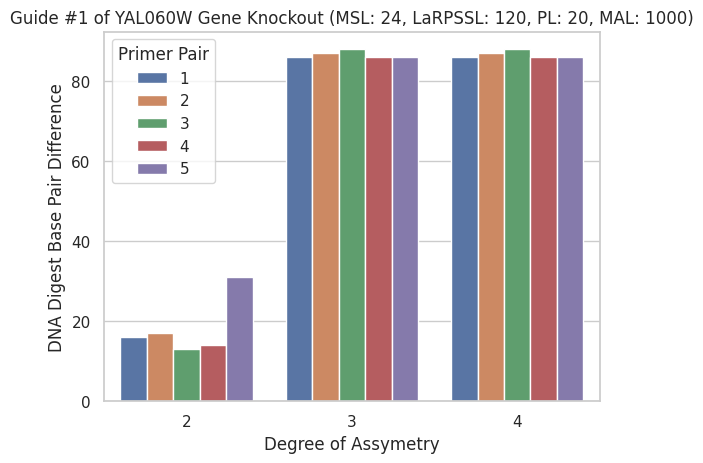 Guide #1 of YAL060W Gene Knockout (MSL: 24, LaRPSSL: 120, PL: 20, MAL: 1000)
Primer Pair
1
2
3
4
5
DNA Digest Base Pair Difference
80
60
40
20
0
2 3 4
Degree of Assymetry